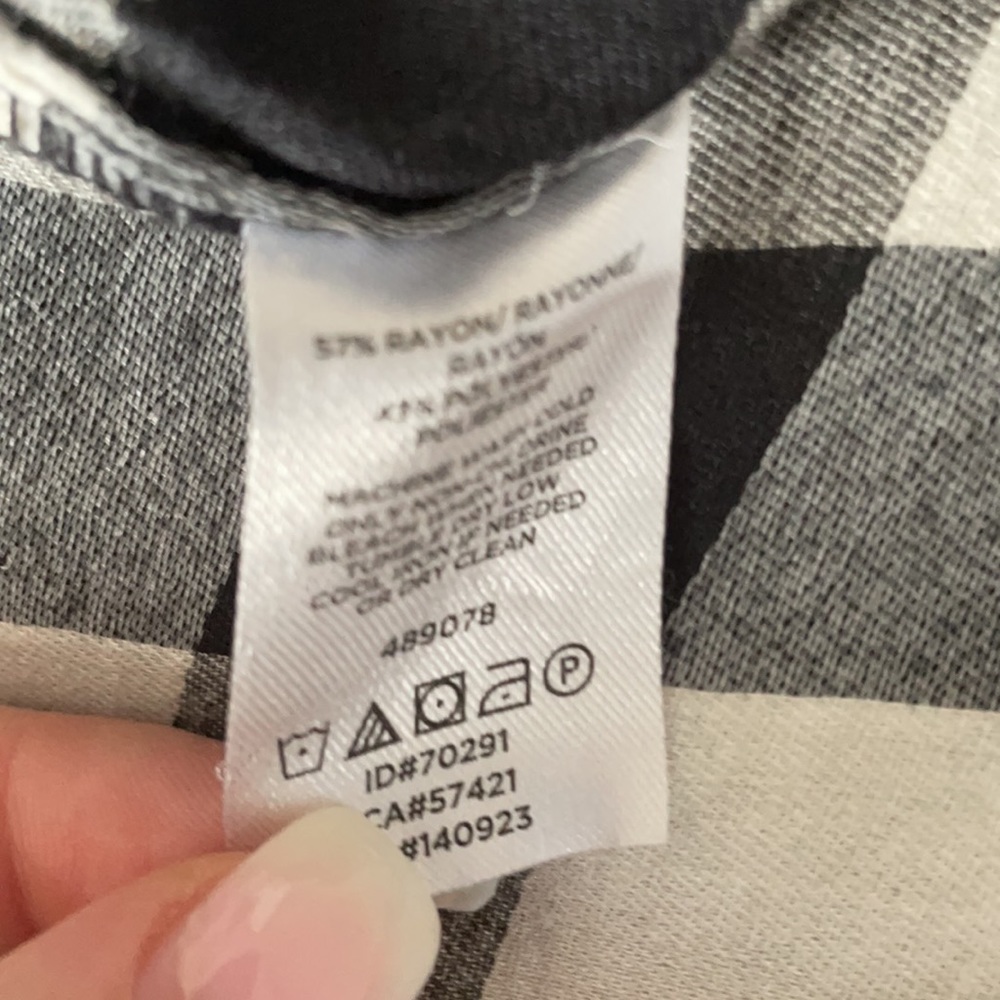 57% RAYON/ RAYONNE/
RAYON
43% POLYESTER/
POLIESTER
MACHINE WASH COLD
ONLY NON-CHLORINE
BLEACH WHEN NEEDED
TUMBLE DRY LOW
COOL IRON IF NEEDED
OR DRY CLEAN
489078
P
ID#70291
CA#57421
#140923